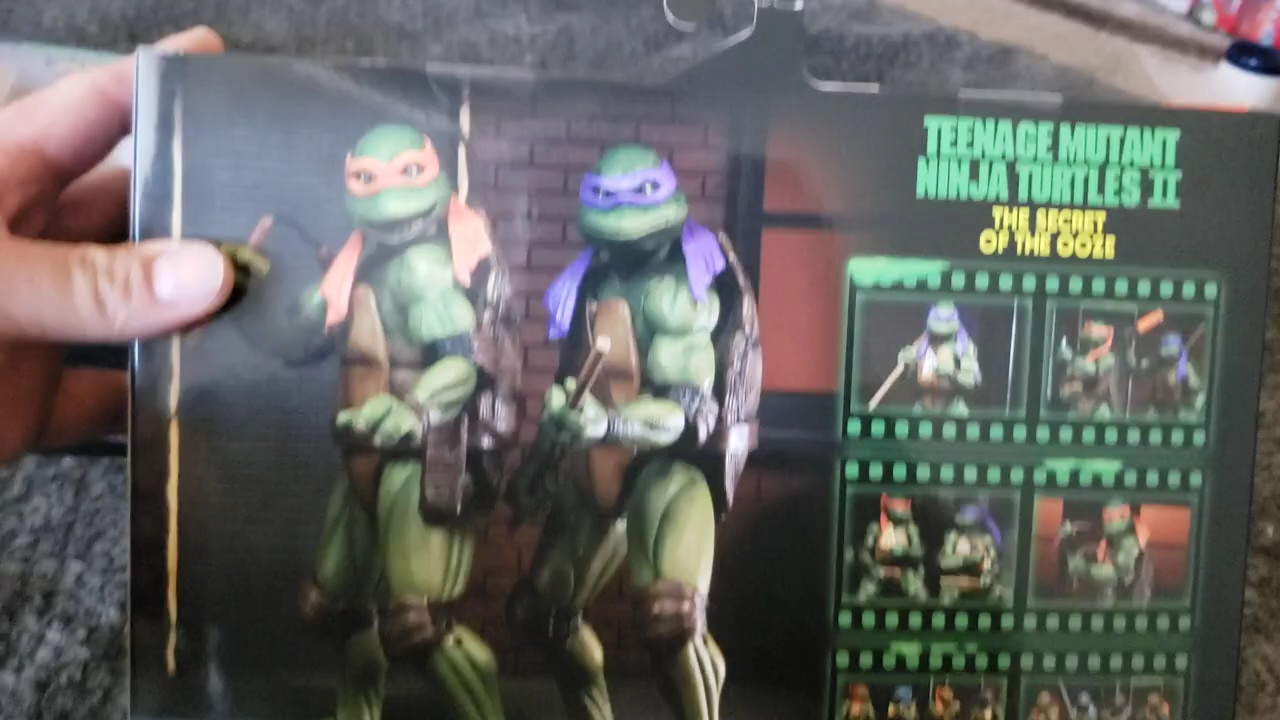 TEENAGE MUTANT
NINJA TURTLES II
THE SECRET
OF THE OOZE